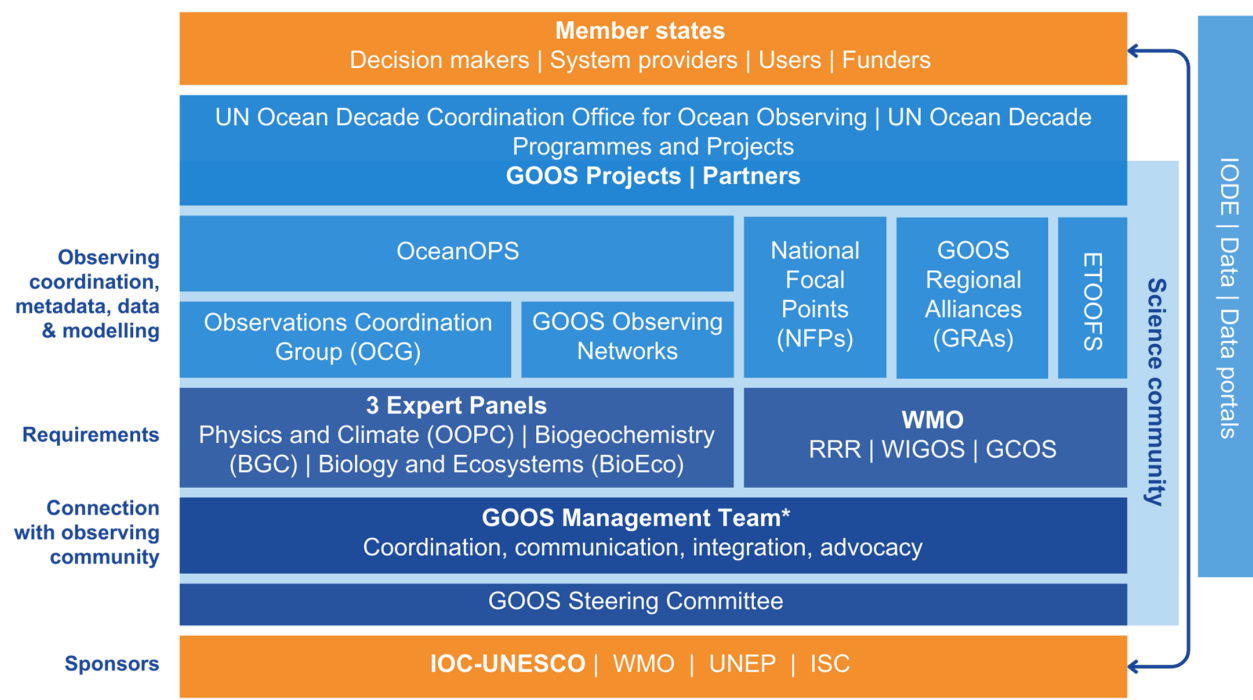 Member states
Decision makers | System providers | Users | Funders
UN Ocean Decade Coordination Office for Ocean Observing | UN Ocean Decade
Programmes and Projects
GOOS Projects | Partners
Observing
coordination,
metadata, data
& modelling
OceanOPS
Observations Coordination
Group (OCG)
GOOS Observing
Networks
National
Focal
Points
(NFPs)
GOOS
Regional
Alliances
(GRAs)
ETOOFS
Requirements
3 Expert Panels
Physics and Climate (OOPC) | Biogeochemistry
(BGC) | Biology and Ecosystems (BioEco)
WMO
RRR | WIGOS | GCOS
Connection
with observing
community
GOOS Management Team*
Coordination, communication, integration, advocacy
GOOS Steering Committee
Sponsors
IOC-UNESCO | WMO | UNEP | ISC
Science community
IODE | Data | Data portals